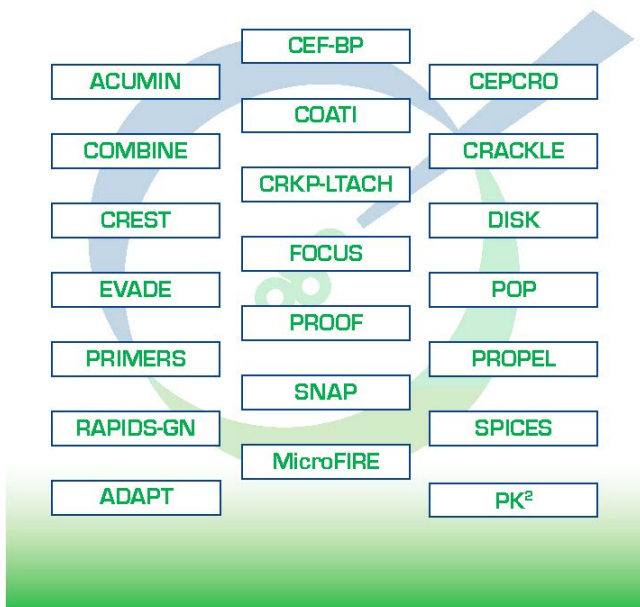 CEF-BP
ACUMIN
CEPCRO
COATI
COMBINE
CRACKLE
CRKP-LTACH
CREST
DISK
FOCUS
EVADE
POP
PROOF
PRIMERS
PROPEL
SNAP
RAPIDS-GN
SPICES
MicroFIRE
ADAPT
PK²